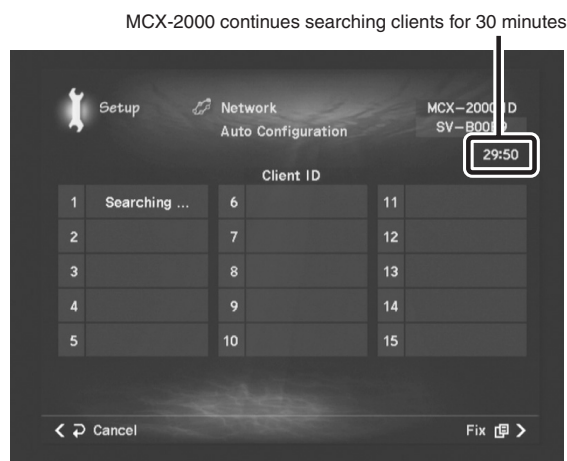 MCX-2000 continues searching clients for 30 minutes
Setup
Network
MCX-2000 ID
Auto Configuration
29:50
Client ID
1 Searching ... 6 11
2 7 12
3 8 13
4 9 14
5 10 15
Cancel
Fix